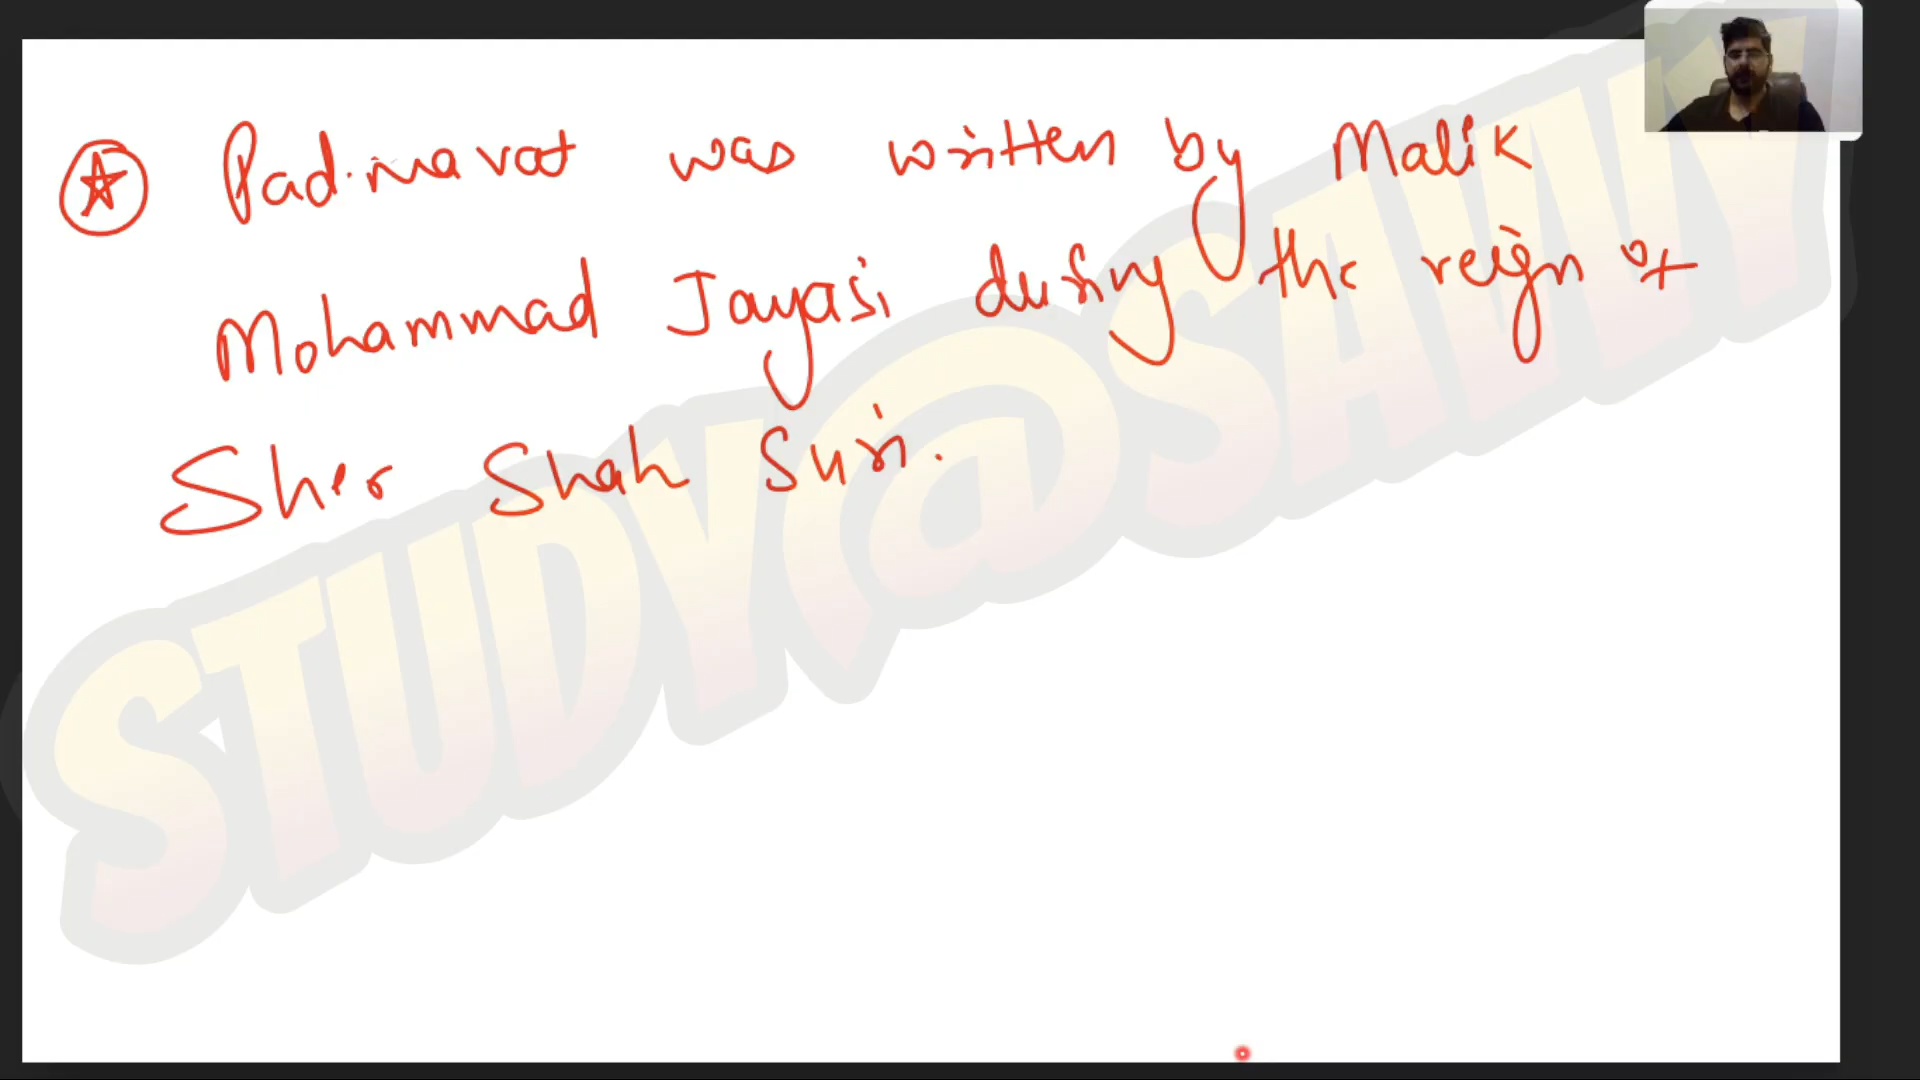 Padmavat was written by Malik
Mohammad Jayasi during the reign of
Sher Shah Suri.
STUDY@SAVVY